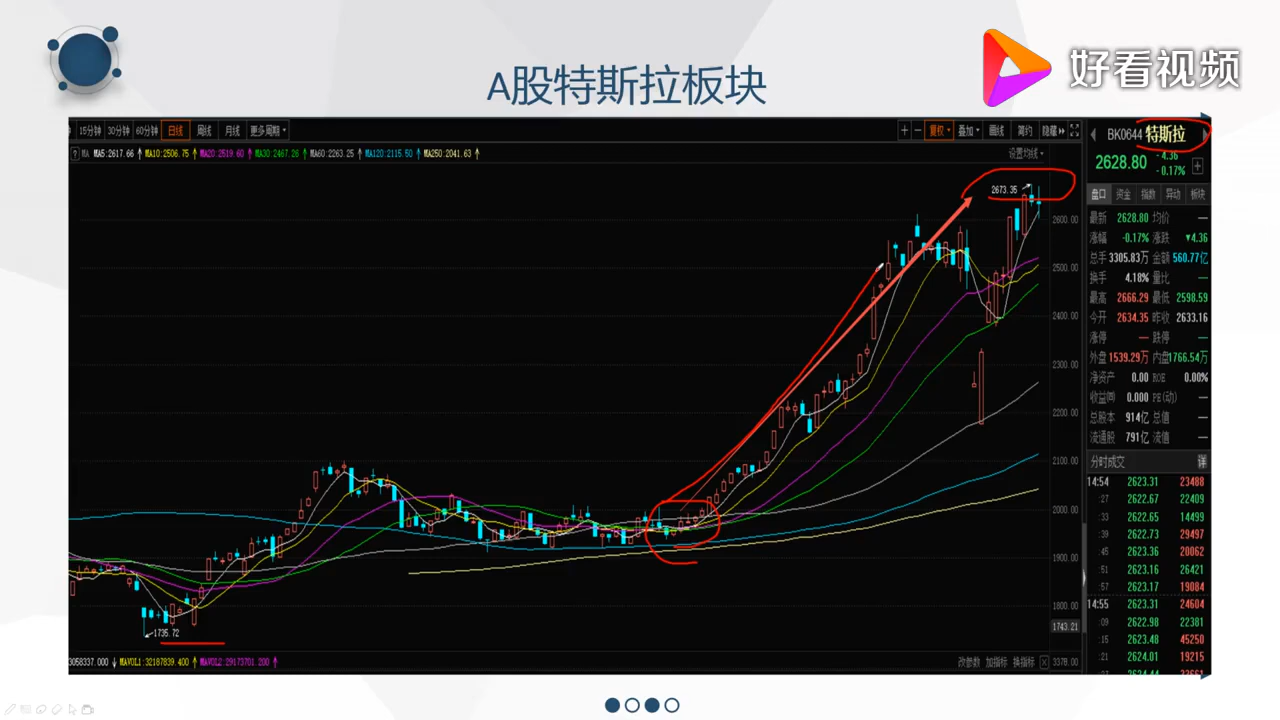 好看视频
A股特斯拉板块
15分钟 30分钟 60分钟 日线 周线 月线 更多周期
复权 叠加 画线 简约 隐藏
BK0644 特斯拉
MA MA5:2617.66 MA10:2506.75 MA20:2519.60 MA30:2467.26 MA60:2263.25 MA120:2115.50 MA250:2041.63
设置均线
2628.80 -4.36 -0.17%
盘口 资金 指数 异动 板块
2673.35
最新 2628.80 均价 —
涨幅 -0.17% 涨跌 ▼4.36
总手 3305.83万 金额 560.77亿
换手 4.18% 量比 —
最高 2666.29 最低 2598.59
今开 2634.35 昨收 2633.16
涨停 — 跌停 —
外盘 1539.29万 内盘 1766.54万
净资产 0.00 ROE 0.00%
收益㈣ 0.000 PE(动) —
总股本 914亿 总值 —
流通股 791亿 流值 —
分时成交 详
14:54 2623.31 23488
:27 2622.67 22409
:33 2622.65 14499
:39 2622.73 29497
:45 2623.36 20062
:51 2623.16 26421
:57 2623.17 19084
14:55 2623.31 24604
:09 2622.98 22381
:15 2623.48 45250
:21 2624.01 19215
2600.00
2500.00
2400.00
2300.00
2200.00
2100.00
2000.00
1900.00
1800.00
1743.21
1735.72
3058337.000 MAVOL1:32187839.400 MAVOL2:29173701.200
改参数 加指标 换指标
3378.00